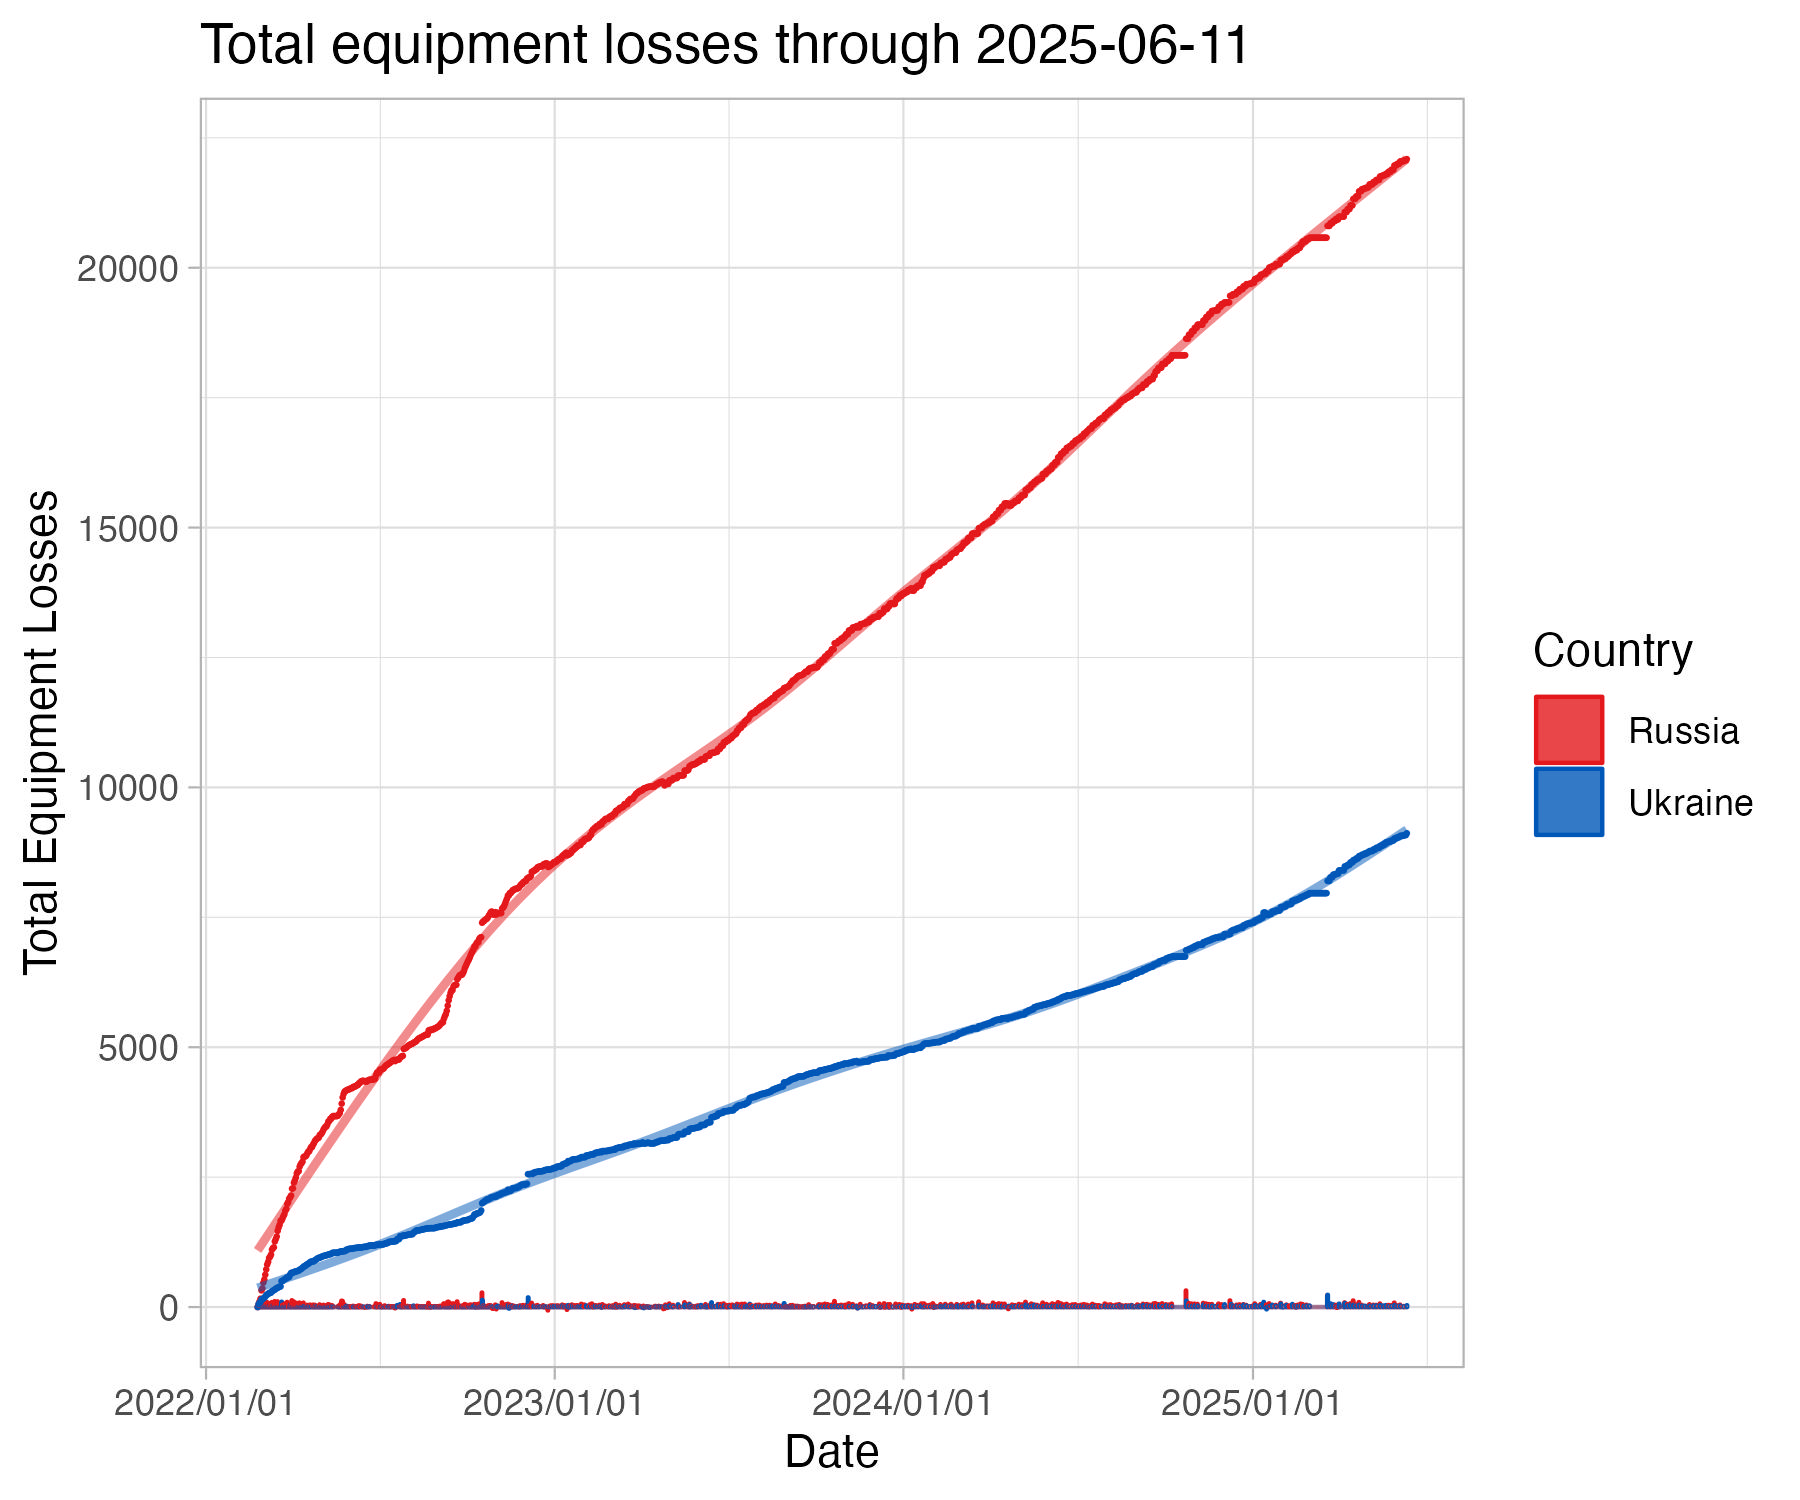 Total equipment losses through 2025-06-11
Total Equipment Losses
20000
15000
10000
5000
0
2022/01/01
2023/01/01
2024/01/01
2025/01/01
Date
Country
Russia
Ukraine